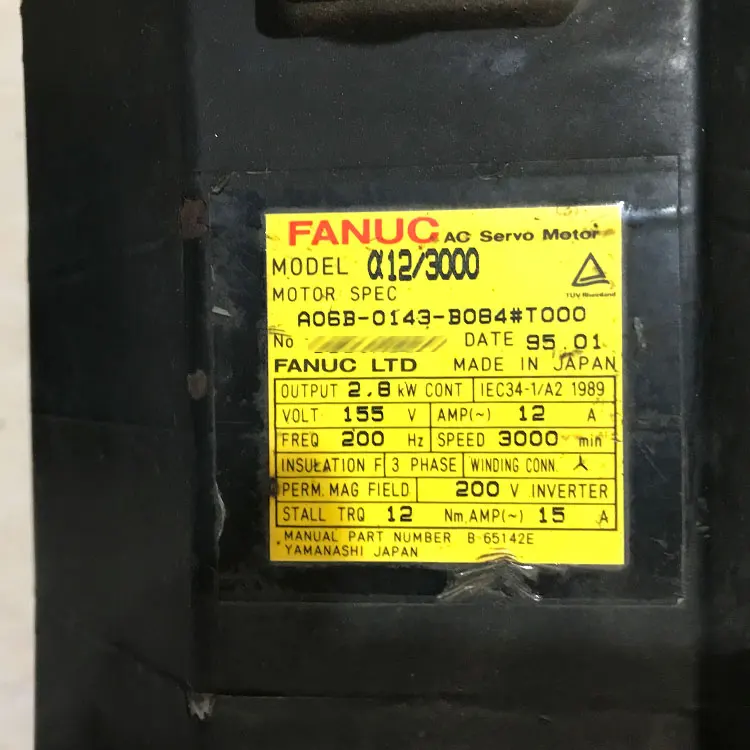 FANUC AC Servo Motor
MODEL α12/3000
TÜV Rheinland
MOTOR SPEC
A06B-0143-B084#T000
No DATE 95.01
FANUC LTD MADE IN JAPAN
OUTPUT 2.8 kW CONT IEC34-1/A2 1989
VOLT 155 V AMP(~) 12 A
FREQ 200 Hz SPEED 3000 min
INSULATION F 3 PHASE WINDING CONN.
PERM. MAG FIELD 200 V INVERTER
STALL TRQ 12 Nm, AMP(~) 15 A
MANUAL PART NUMBER B-65142E
YAMANASHI JAPAN